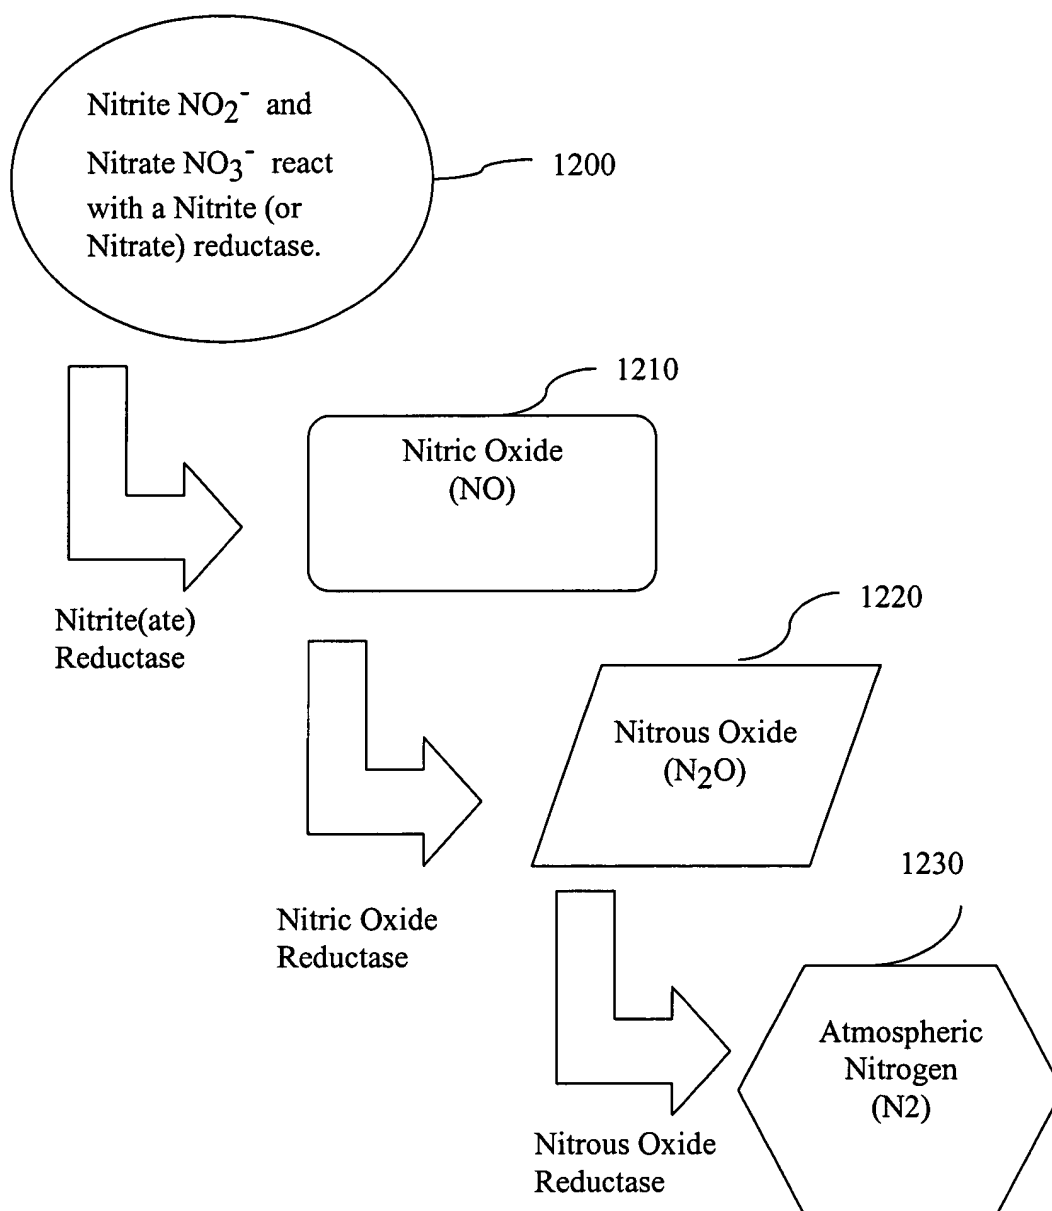 Nitrite NO₂⁻ and
Nitrate NO₃⁻ react
with a Nitrite (or
Nitrate) reductase.
1200
1210
Nitric Oxide
(NO)
Nitrite(ate)
Reductase
1220
Nitrous Oxide
(N₂O)
Nitric Oxide
Reductase
1230
Atmospheric
Nitrogen
(N2)
Nitrous Oxide
Reductase